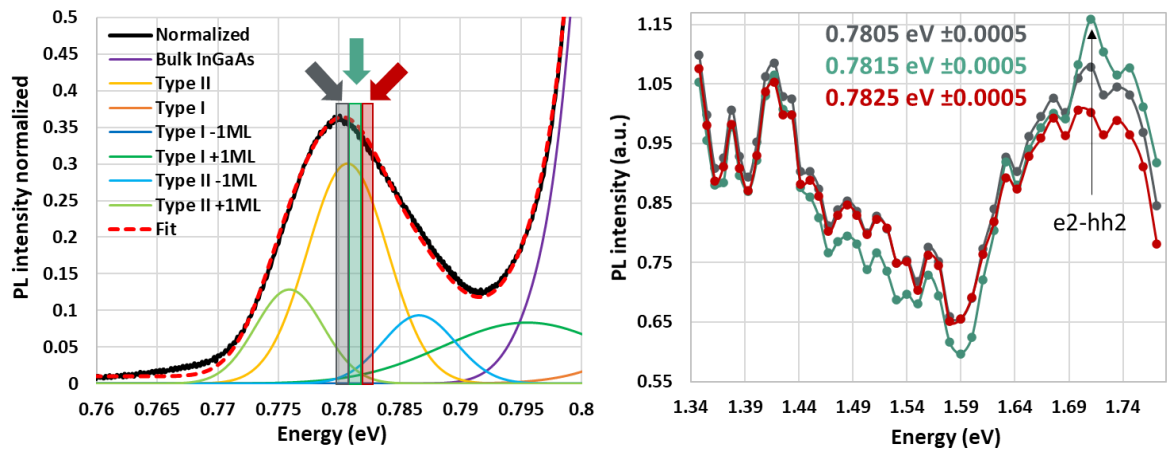 PL intensity normalized
0.5
0.45
0.4
0.35
0.3
0.25
0.2
0.15
0.1
0.05
0
Normalized
Bulk InGaAs
Type II
Type I
Type I -1ML
Type I +1ML
Type II -1ML
Type II +1ML
Fit
0.76 0.765 0.77 0.775 0.78 0.785 0.79 0.795 0.8
Energy (eV)
PL intensity (a.u.)
1.15
1.05
0.95
0.85
0.75
0.65
0.55
0.7805 eV ±0.0005
0.7815 eV ±0.0005
0.7825 eV ±0.0005
e2-hh2
1.34 1.39 1.44 1.49 1.54 1.59 1.64 1.69 1.74
Energy (eV)